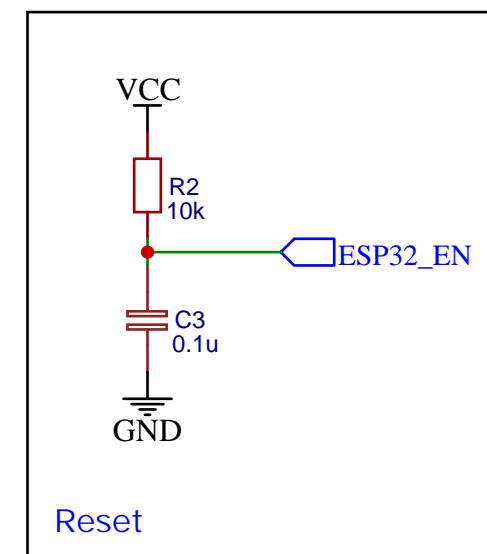 VCC
R2
10k
ESP32_EN
C3
0.1u
GND
Reset